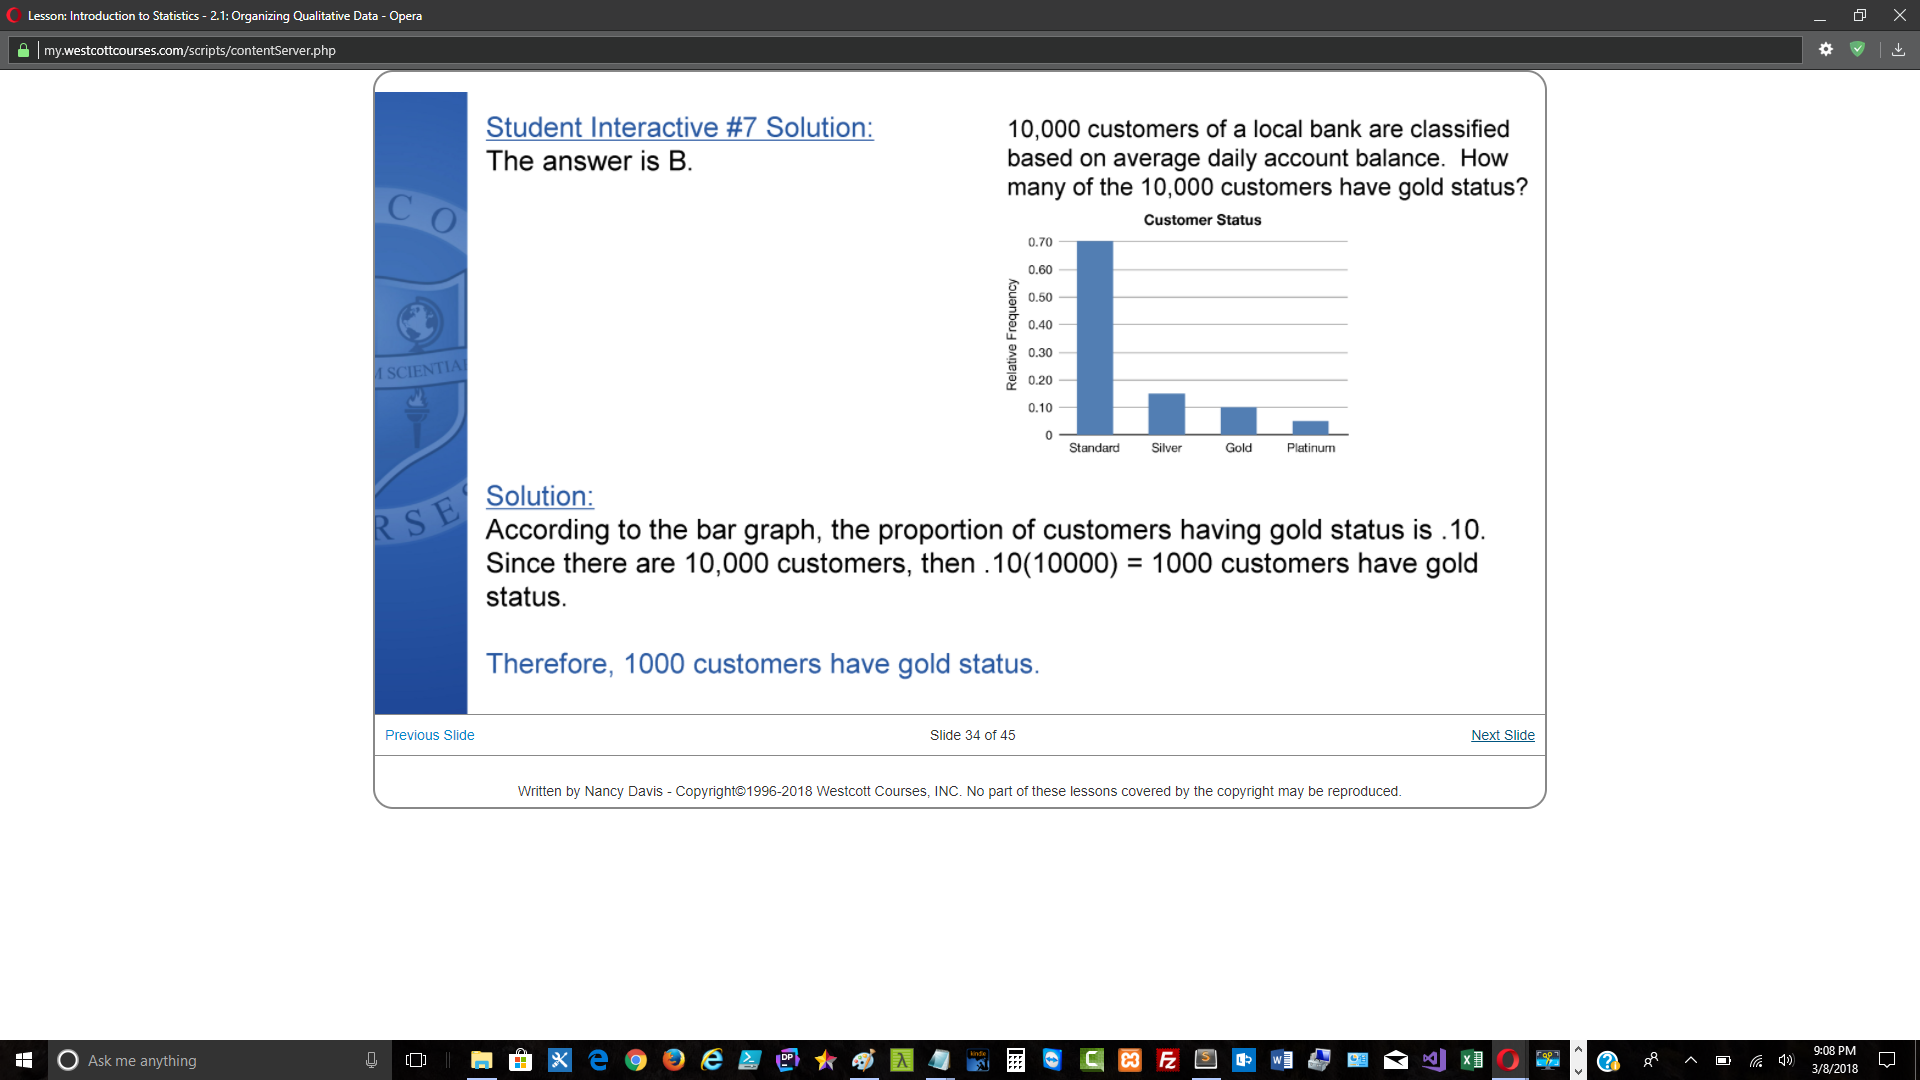 Lesson: Introduction to Statistics - 2.1: Organizing Qualitative Data - Opera
my.westcottcourses.com/scripts/contentServer.php
Student Interactive #7 Solution:
The answer is B.
10,000 customers of a local bank are classified
based on average daily account balance.  How
many of the 10,000 customers have gold status?
Customer Status
Relative Frequency
0.70
0.60
0.50
0.40
0.30
0.20
0.10
0
Standard Silver Gold Platinum
C O
M SCIENTIA
R S E
Solution:
According to the bar graph, the proportion of customers having gold status is .10.
Since there are 10,000 customers, then .10(10000) = 1000 customers have gold
status.
Therefore, 1000 customers have gold status.
Previous Slide
Slide 34 of 45
Next Slide
Written by Nancy Davis - Copyright©1996-2018 Westcott Courses, INC. No part of these lessons covered by the copyright may be reproduced.
Ask me anything
DP
kindle
9:08 PM
3/8/2018